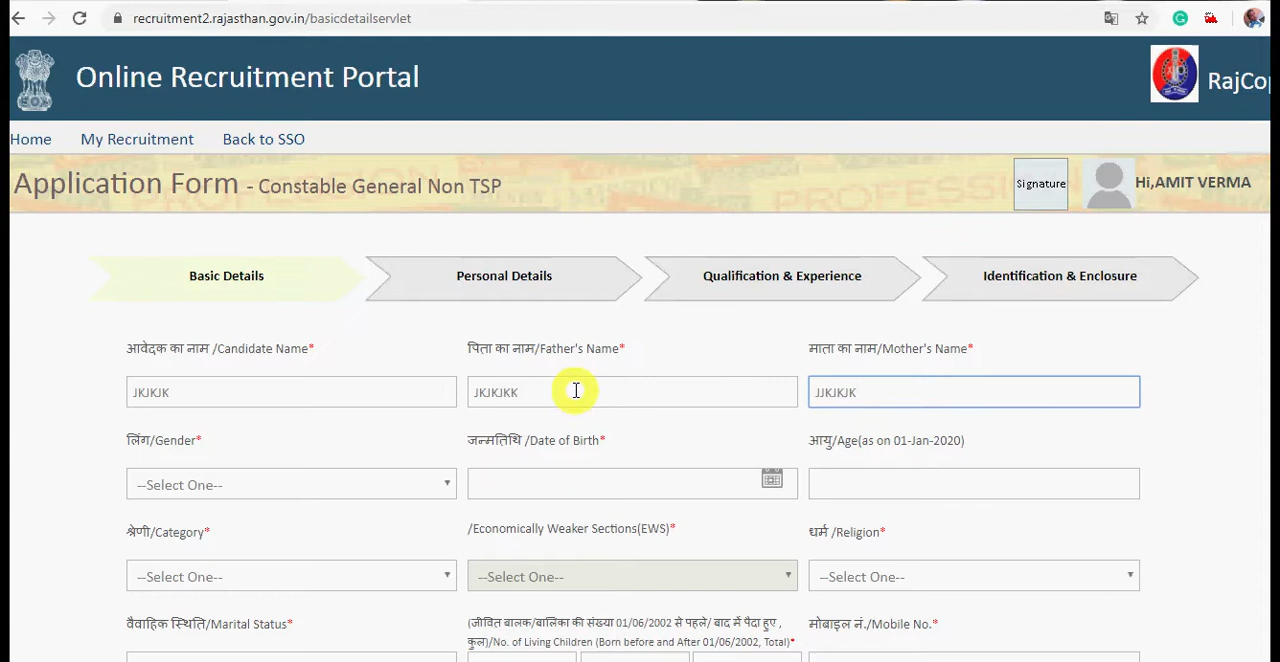 recruitment2.rajasthan.gov.in/basicdetailservlet
Online Recruitment Portal
Home My Recruitment Back to SSO
Application Form - Constable General Non TSP
Signature
Hi,AMIT VERMA
Basic Details Personal Details Qualification & Experience Identification & Enclosure
आवेदक का नाम /Candidate Name* पिता का नाम/Father's Name* माता का नाम/Mother's Name*
JKJKJK JKJKJKK JJKJKJK
लिंग/Gender* जन्मतिथि /Date of Birth* आयु/Age(as on 01-Jan-2020)
--Select One--
श्रेणी/Category* /Economically Weaker Sections(EWS)* धर्म /Religion*
--Select One-- --Select One-- --Select One--
वैवाहिक स्थिति/Marital Status* (जीवित बालक/बालिका की संख्या 01/06/2002 से पहले/ बाद में पैदा हुए , मोबाइल नं./Mobile No.*
कुल)/No. of Living Children (Born before and After 01/06/2002, Total)*